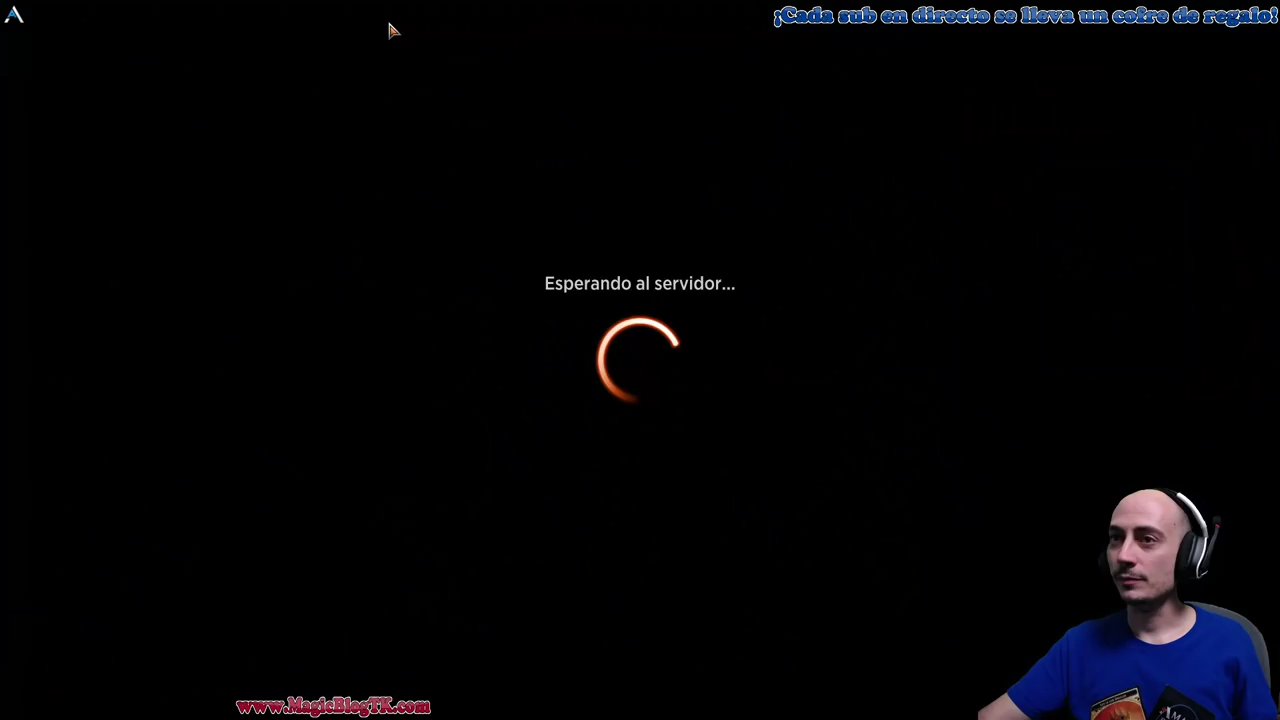 ¡Cada sub en directo se lleva un cofre de regalo!
Esperando al servidor...
www.MagicBlogTK.com